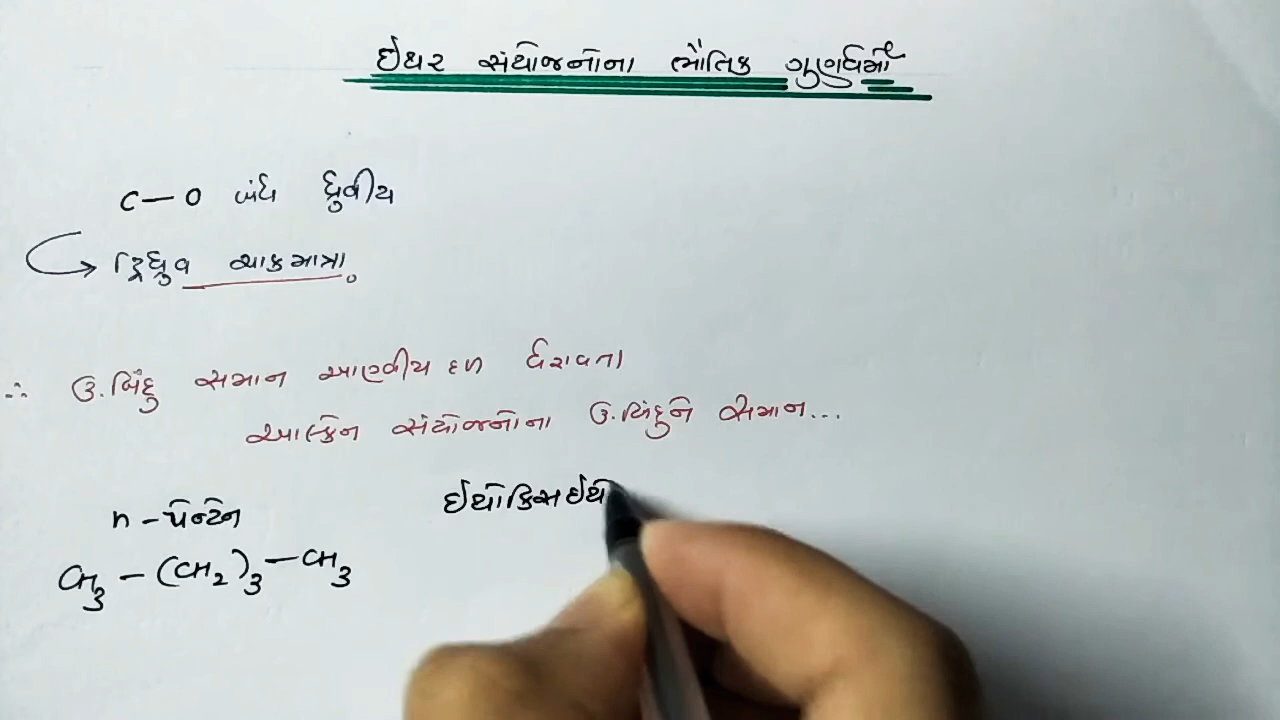 ઈથર સંયોજનોના ભૌતિક ગુણધર્મો
C — O બંધ ધ્રુવીય
દ્વિધ્રુવ ચાકમાત્રા
∴ ઉ.બિંદુ સમાન આણ્વીય દળ ધરાવતા
આલ્કેન સંયોજનોના ઉ.બિંદુને સમાન...
n - પેન્ટેન ઈથોક્સિ ઈથે
CH3 - (CH2)3 - CH3